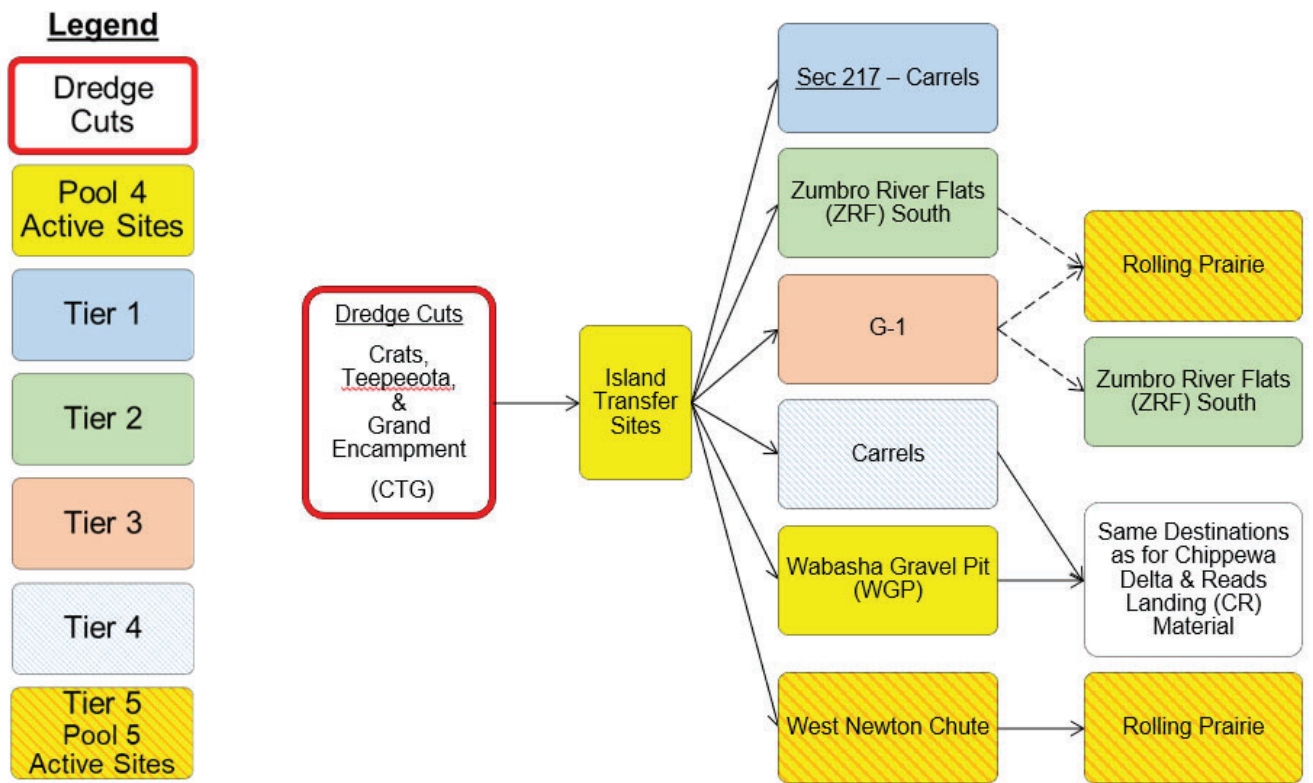 Legend
Dredge
Cuts
Pool 4
Active Sites
Tier 1
Tier 2
Tier 3
Tier 4
Tier 5
Pool 5
Active Sites
Dredge Cuts
Crats,
Teepeeota,
&
Grand
Encampment
(CTG)
Island
Transfer
Sites
Sec 217 – Carrels
Zumbro River Flats
(ZRF) South
G-1
Carrels
Wabasha Gravel Pit
(WGP)
West Newton Chute
Rolling Prairie
Zumbro River Flats
(ZRF) South
Same Destinations
as for Chippewa
Delta & Reads
Landing (CR)
Material
Rolling Prairie